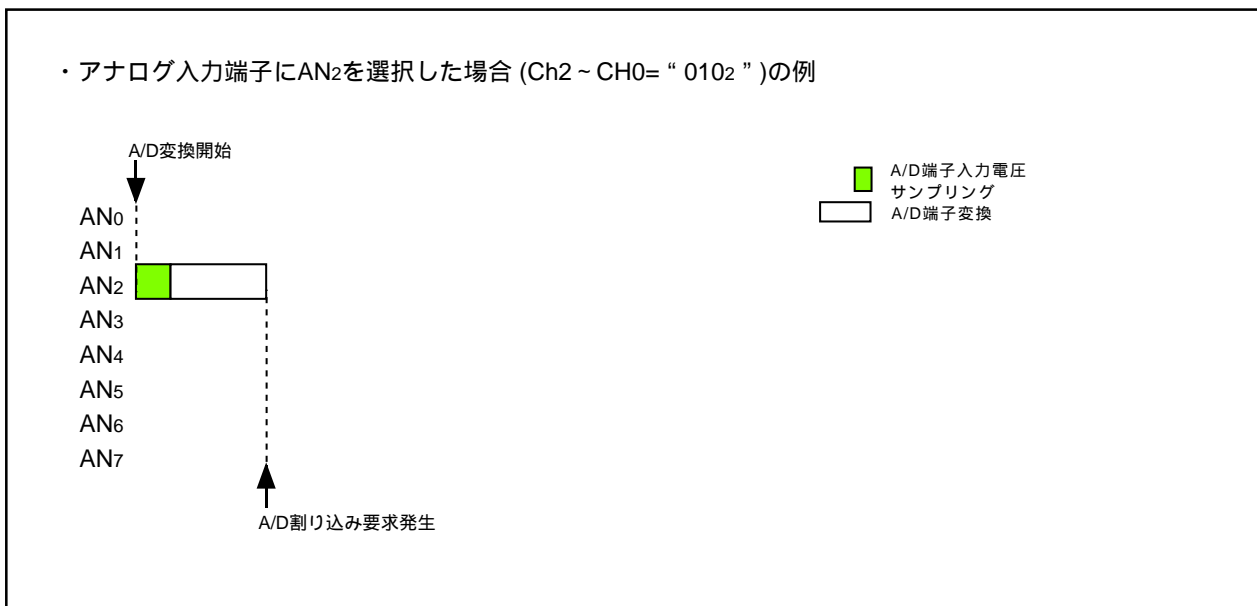 ・アナログ入力端子にAN2を選択した場合 (Ch2 ~ CH0= “ 0102 ” )の例
A/D変換開始
A/D端子入力電圧
サンプリング
A/D端子変換
AN0
AN1
AN2
AN3
AN4
AN5
AN6
AN7
A/D割り込み要求発生